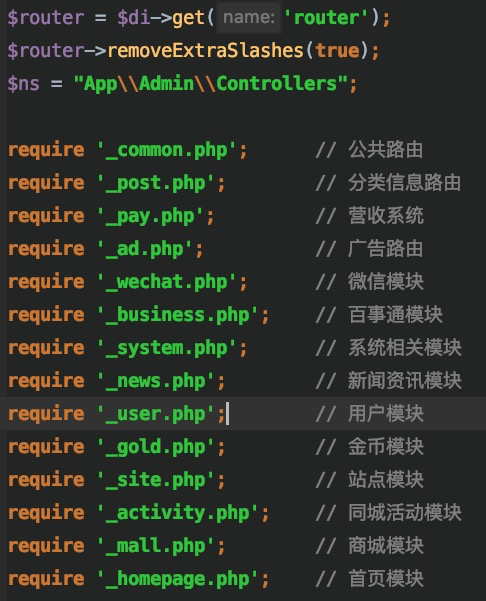 $router = $di->get( name: 'router');
$router->removeExtraSlashes(true);
$ns = "App\\Admin\\Controllers";
require '_common.php'; // 公共路由
require '_post.php'; // 分类信息路由
require '_pay.php'; // 营收系统
require '_ad.php'; // 广告路由
require '_wechat.php'; // 微信模块
require '_business.php'; // 百事通模块
require '_system.php'; // 系统相关模块
require '_news.php'; // 新闻资讯模块
require '_user.php'; // 用户模块
require '_gold.php'; // 金币模块
require '_site.php'; // 站点模块
require '_activity.php'; // 同城活动模块
require '_mall.php'; // 商城模块
require '_homepage.php'; // 首页模块